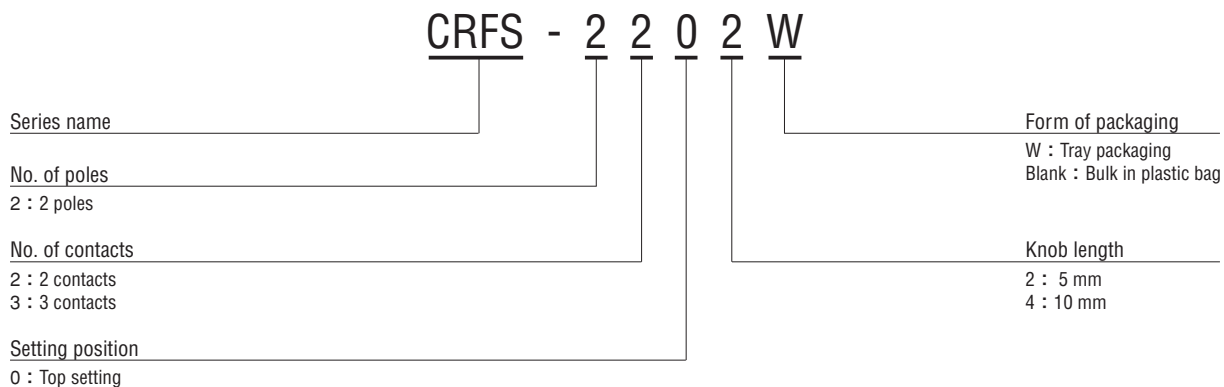 CRFS - 2 2 0 2 W
Series name
No. of poles
2 : 2 poles
No. of contacts
2 : 2 contacts
3 : 3 contacts
Setting position
0 : Top setting
Form of packaging
W : Tray packaging
Blank : Bulk in plastic bag
Knob length
2 : 5 mm
4 : 10 mm